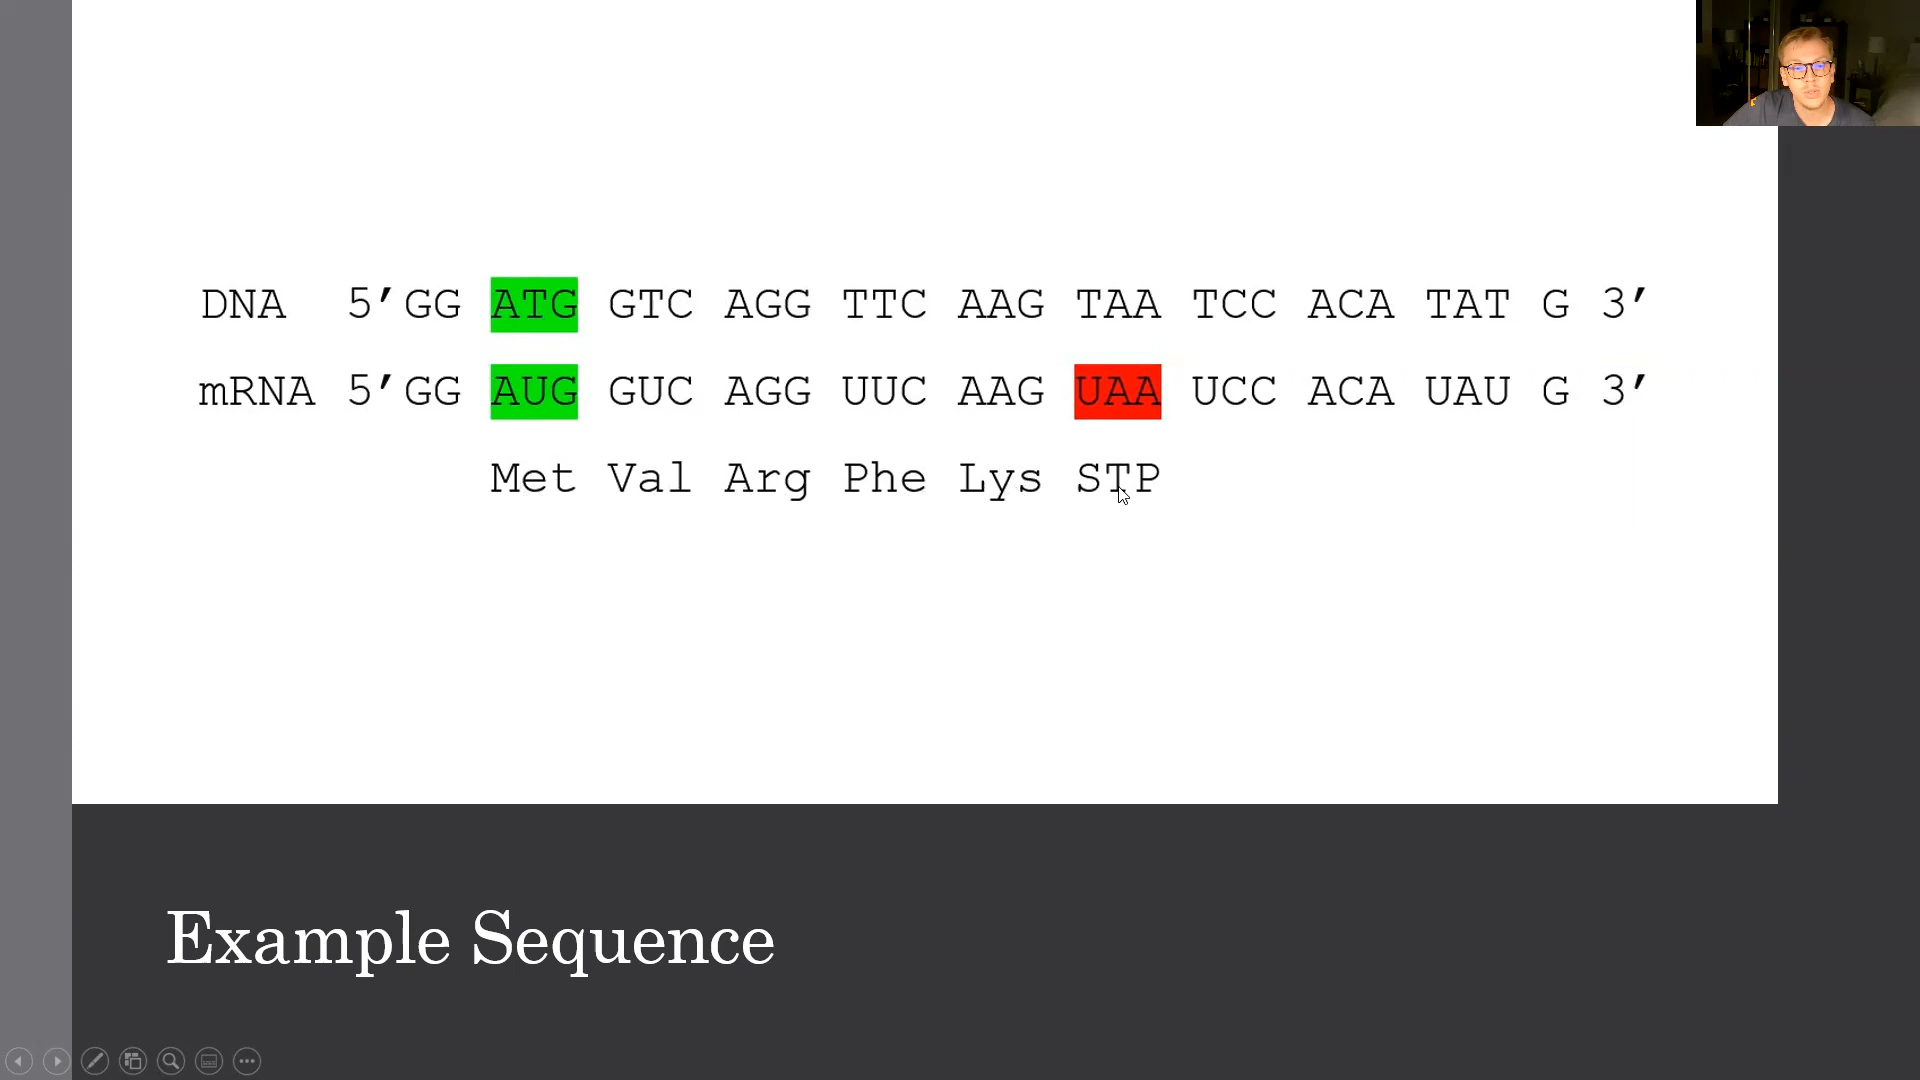 DNA 5’GG ATG GTC AGG TTC AAG TAA TCC ACA TAT G 3’
mRNA 5’GG AUG GUC AGG UUC AAG UAA UCC ACA UAU G 3’
Met Val Arg Phe Lys STP
Example Sequence